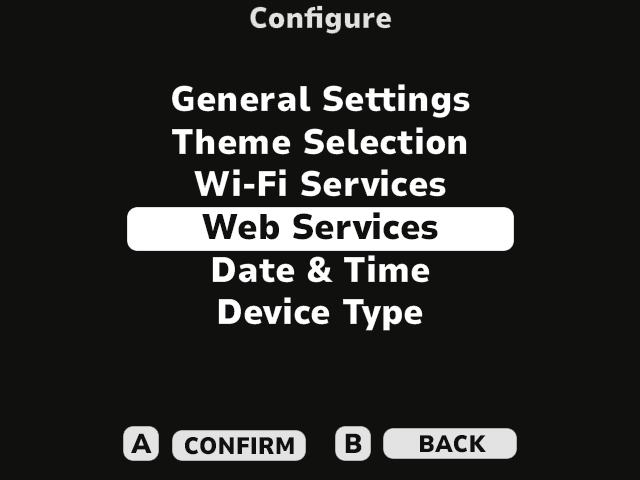 Configure
General Settings
Theme Selection
Wi-Fi Services
Web Services
Date & Time
Device Type
A CONFIRM B BACK